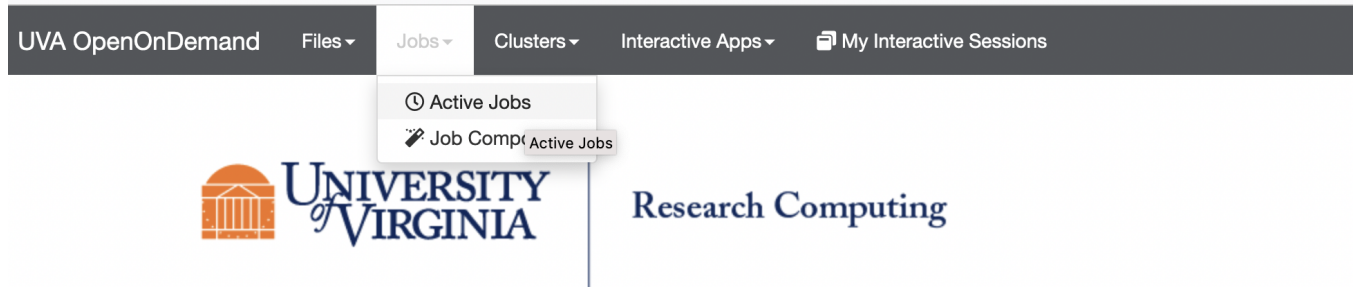 UVA OpenOnDemand Files Jobs Clusters Interactive Apps My Interactive Sessions
Active Jobs
Job Compo
Active Jobs
UNIVERSITY
of VIRGINIA
Research Computing